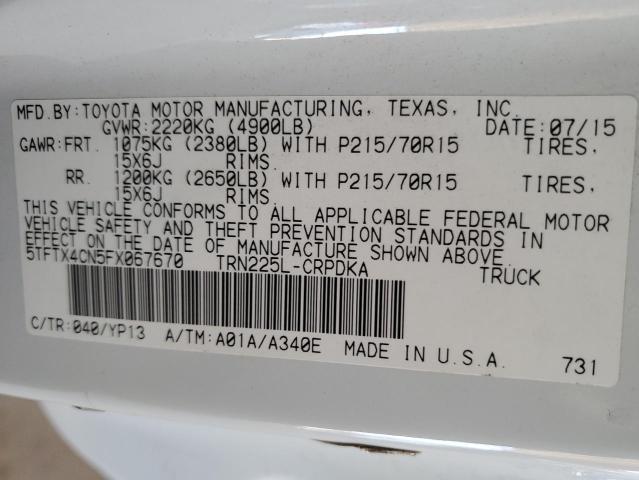 MFD.BY:TOYOTA MOTOR MANUFACTURING, TEXAS, INC.
GVWR:2220KG (4900LB) DATE:07/15
GAWR:FRT. 1075KG (2380LB) WITH P215/70R15 TIRES,
15X6J RIMS.
RR. 1200KG (2650LB) WITH P215/70R15 TIRES,
15X6J RIMS.
THIS VEHICLE CONFORMS TO ALL APPLICABLE FEDERAL MOTOR
VEHICLE SAFETY AND THEFT PREVENTION STANDARDS IN
EFFECT ON THE DATE OF MANUFACTURE SHOWN ABOVE.
5TFTX4CN5FX067670 TRN225L-CRPDKA TRUCK
C/TR:040/YP13 A/TM:A01A/A340E MADE IN U.S.A. 731